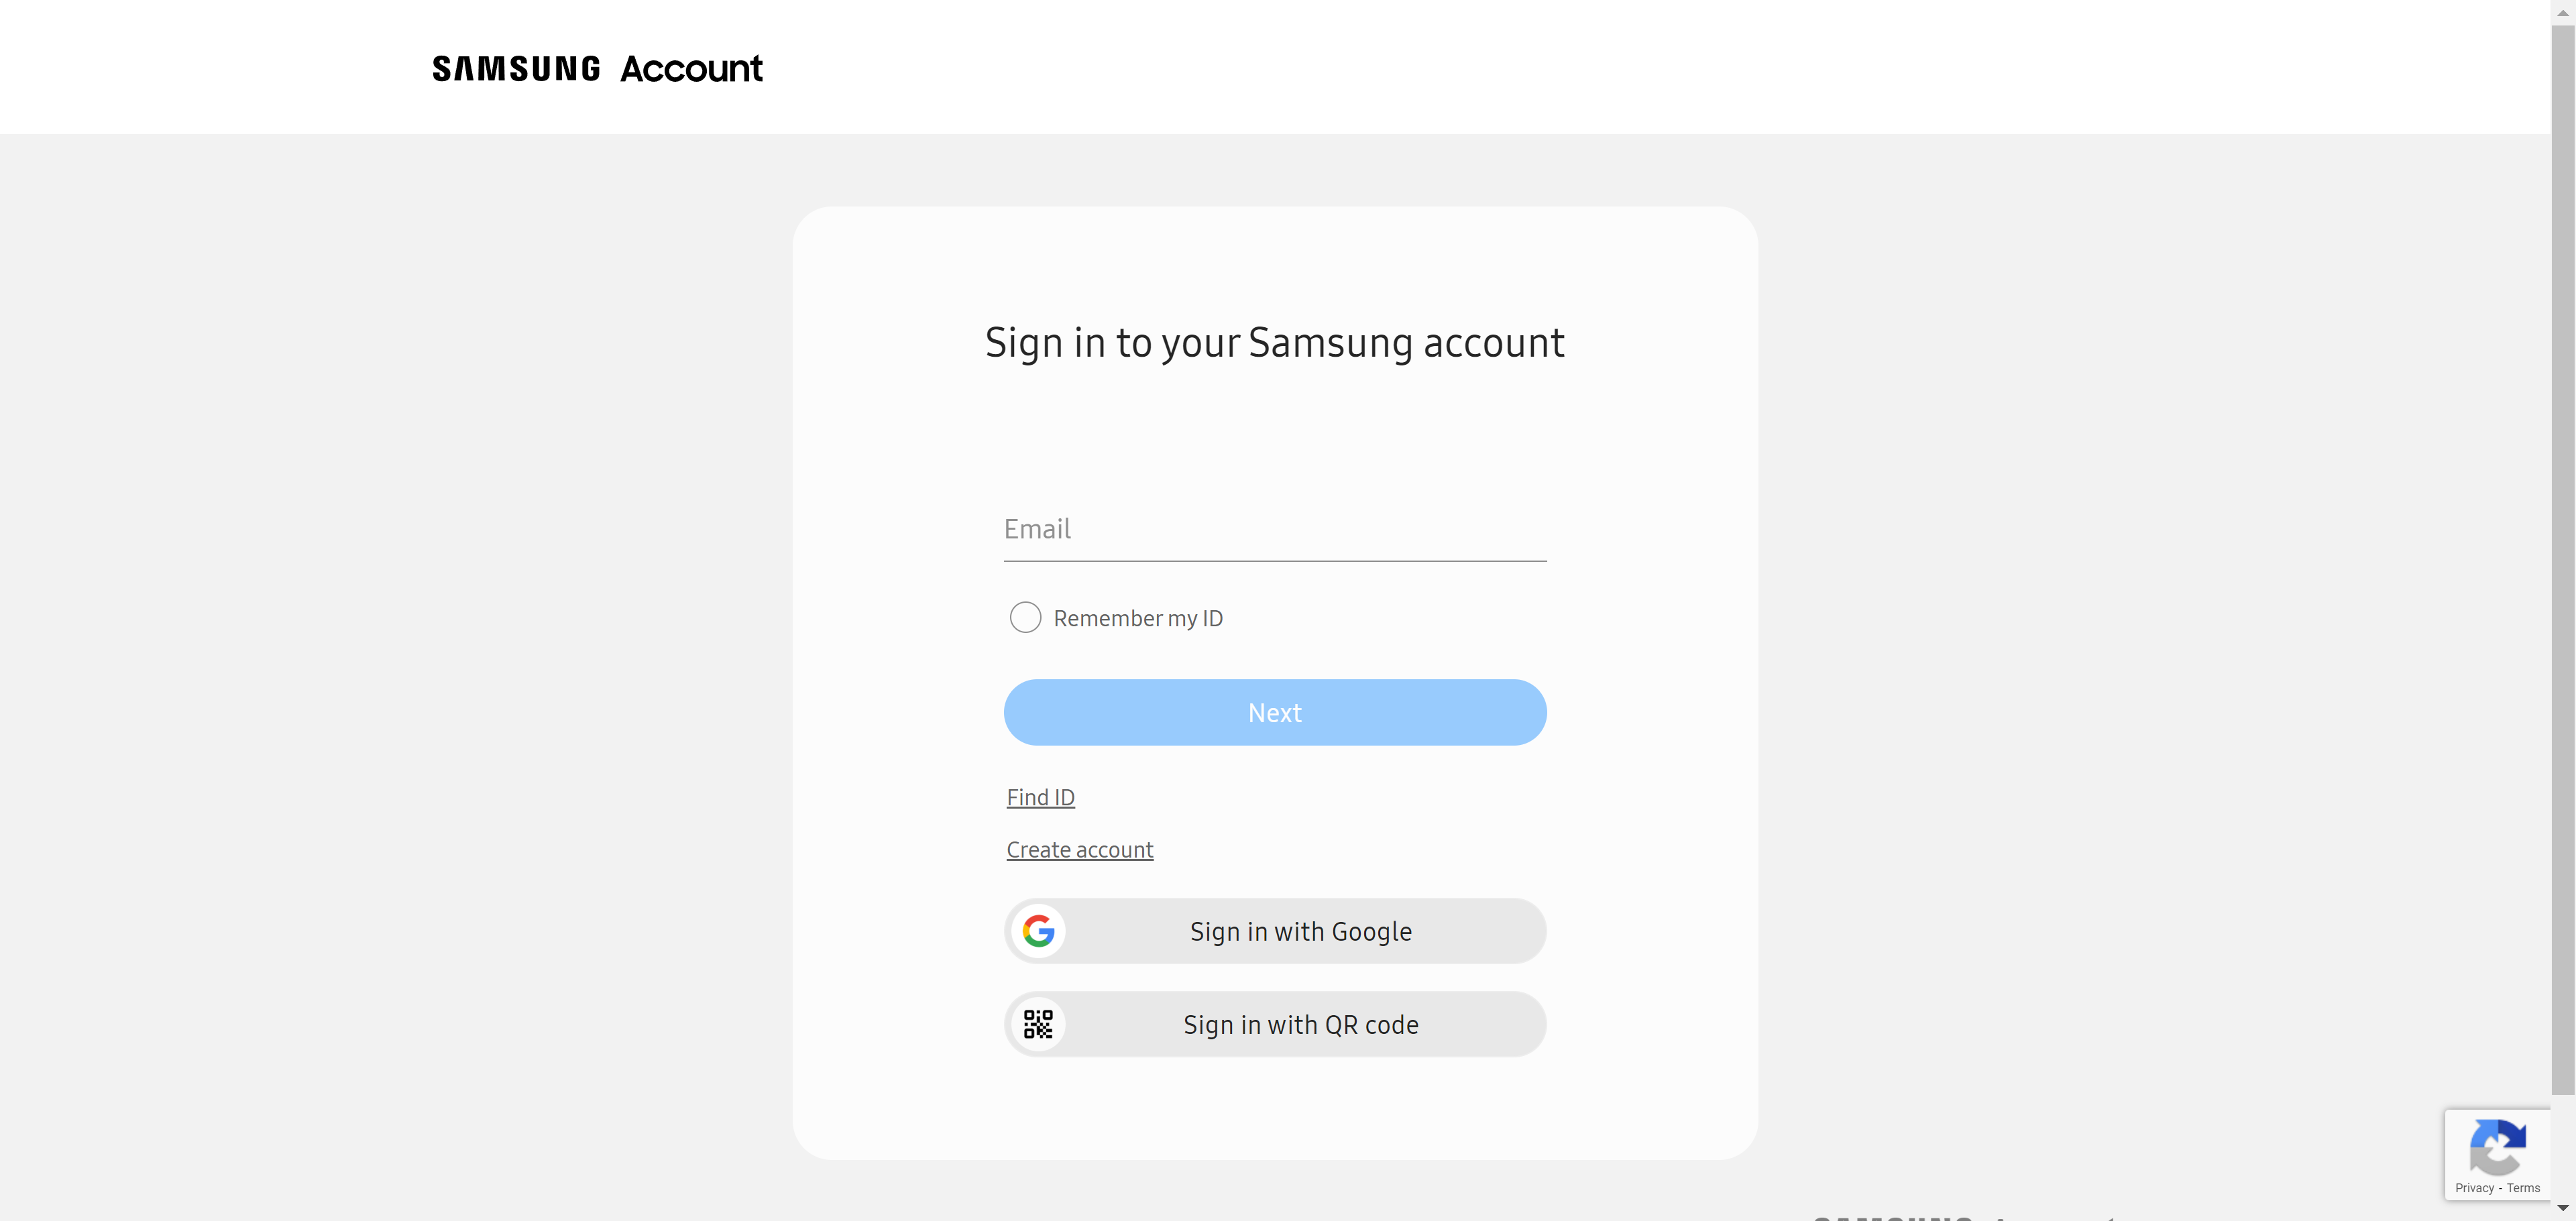 SAMSUNG Account
Sign in to your Samsung account
Email
Remember my ID
Next
Find ID
Create account
Sign in with Google
Sign in with QR code
Privacy - Terms